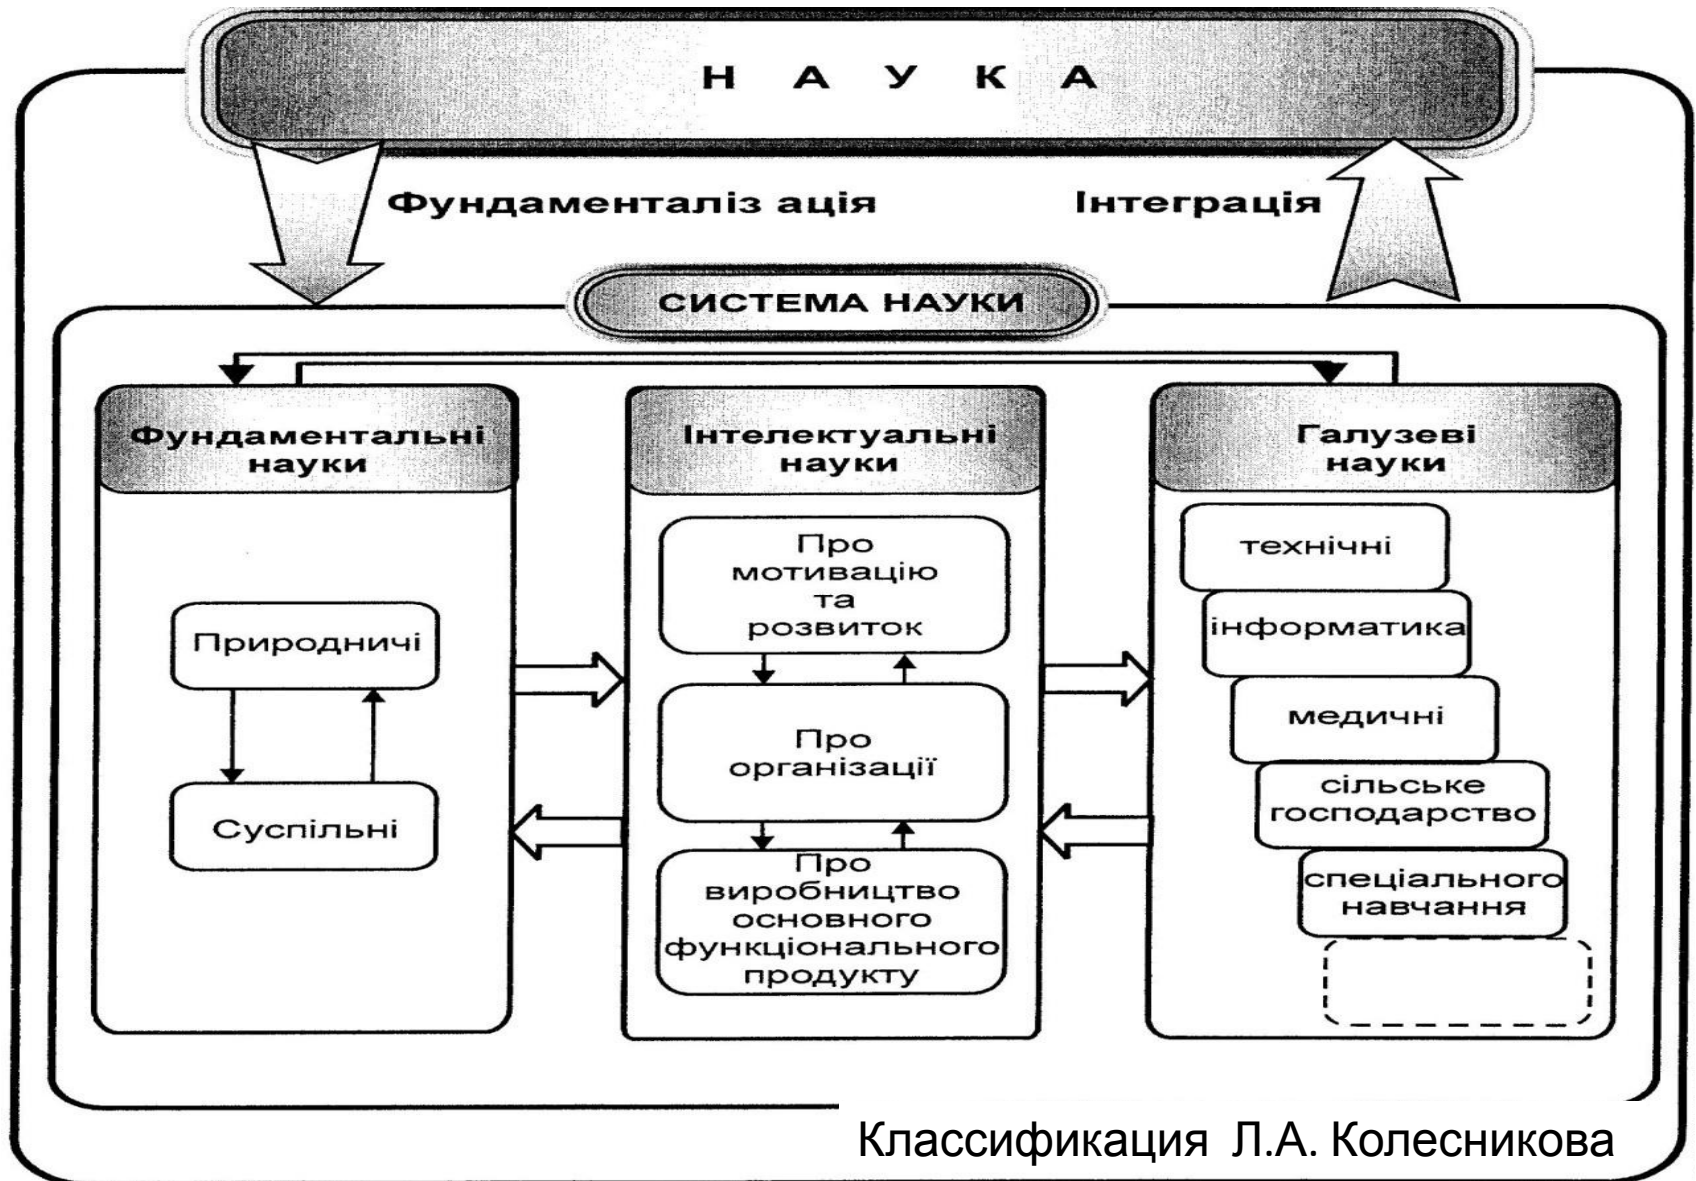 Н А У К А
Фундаменталіз ація
Інтеграція
СИСТЕМА НАУКИ
Фундаментальні
науки
Природничі
Суспільні
Інтелектуальні
науки
Про
мотивацію
та
розвиток
Про
організації
Про
виробництво
основного
функціонального
продукту
Галузеві
науки
технічні
інформатика
медичні
сільське
господарство
спеціального
навчання
Классификация Л.А. Колесникова